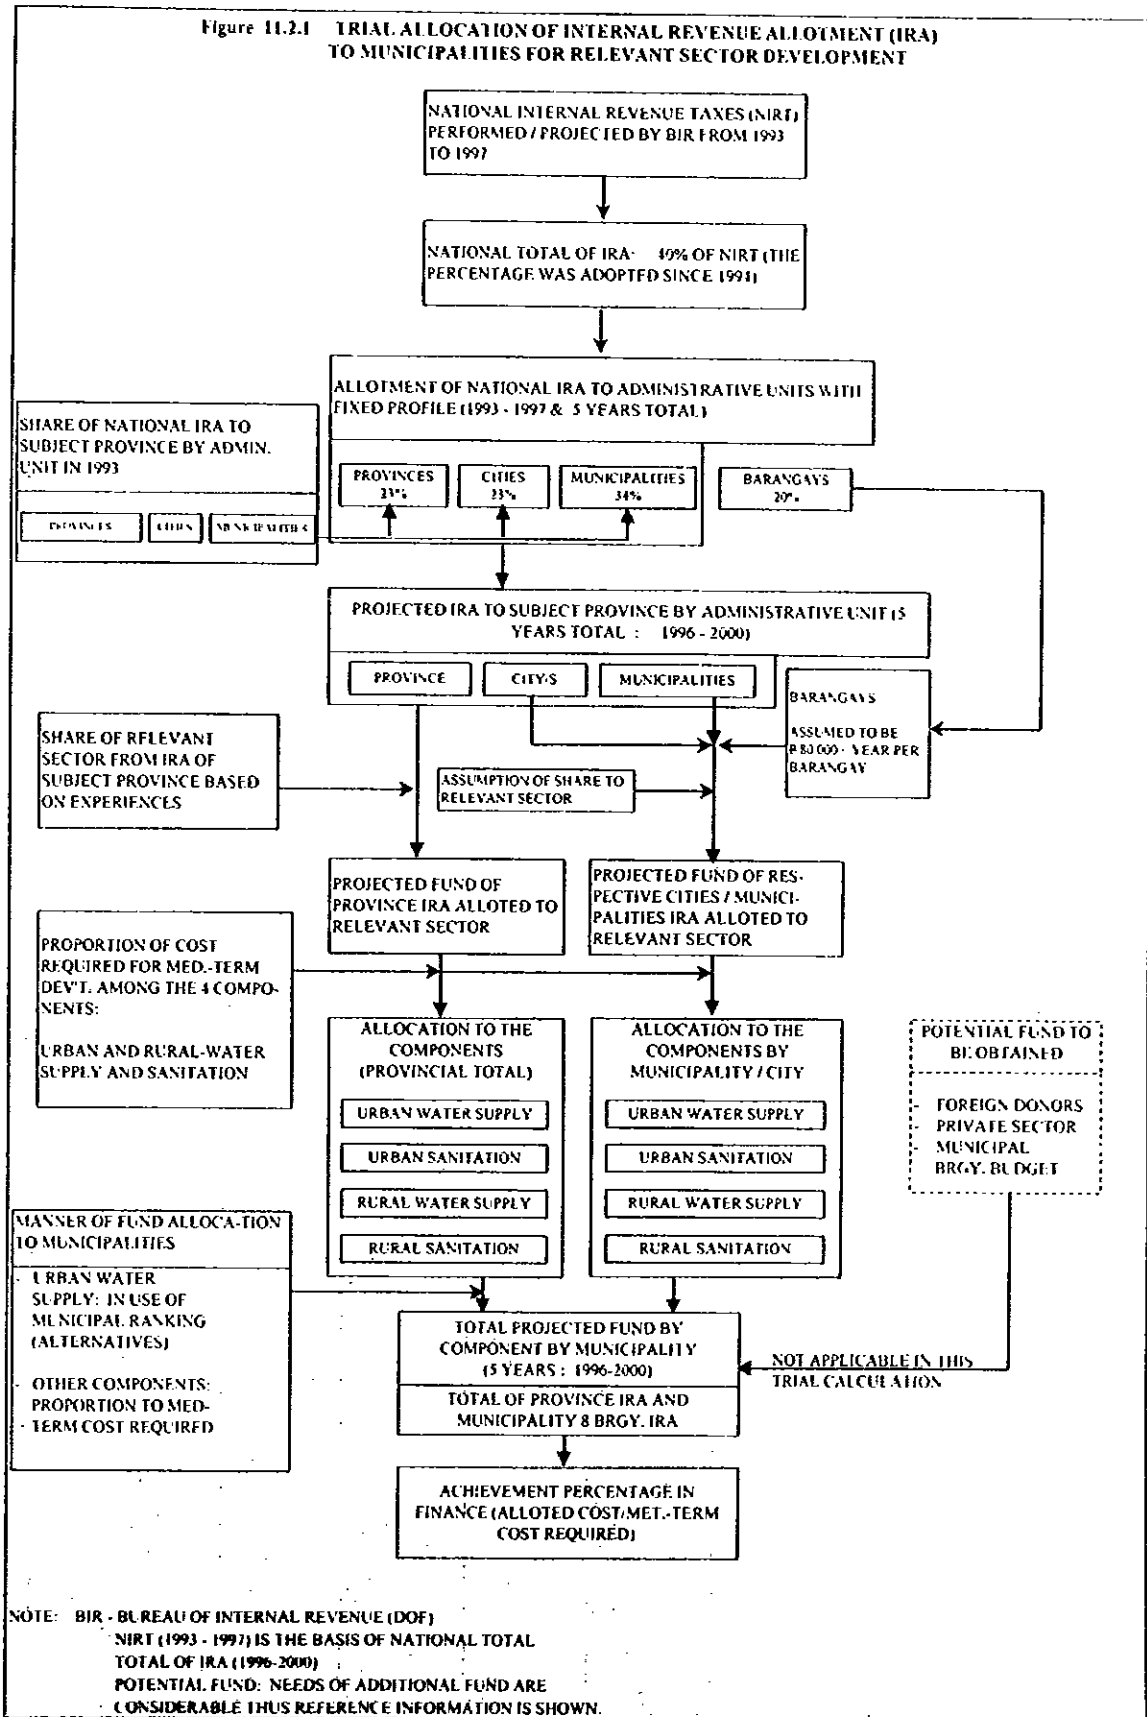 Figure 11.2.1 TRIAL ALLOCATION OF INTERNAL REVENUE ALLOTMENT (IRA)
TO MUNICIPALITIES FOR RELEVANT SECTOR DEVELOPMENT
NATIONAL INTERNAL REVENUE TAXES (NIRT)
PERFORMED / PROJECTED BY BIR FROM 1993
TO 1997
NATIONAL TOTAL OF IRA: 40% OF NIRT (THE
PERCENTAGE WAS ADOPTED SINCE 1994)
ALLOTMENT OF NATIONAL IRA TO ADMINISTRATIVE UNITS WITH
FIXED PROFILE (1993 - 1997 & 5 YEARS TOTAL)
SHARE OF NATIONAL IRA TO
SUBJECT PROVINCE BY ADMIN.
UNIT IN 1993
PROVINCES
23%
CITIES
23%
MUNICIPALITIES
34%
BARANGAYS
20%
PROVINCES
CITIES
MUNICIPALITIES
PROJECTED IRA TO SUBJECT PROVINCE BY ADMINISTRATIVE UNIT (5
YEARS TOTAL : 1996 - 2000)
PROVINCE
CITY/S
MUNICIPALITIES
BARANGAYS
ASSUMED TO BE
P 80 000 - YEAR PER
BARANGAY
SHARE OF RELEVANT
SECTOR FROM IRA OF
SUBJECT PROVINCE BASED
ON EXPERIENCES
ASSUMPTION OF SHARE TO
RELEVANT SECTOR
PROJECTED FUND OF
PROVINCE IRA ALLOTED TO
RELEVANT SECTOR
PROJECTED FUND OF RES-
PECTIVE CITIES / MUNICI-
PALITIES IRA ALLOTED TO
RELEVANT SECTOR
PROPORTION OF COST
REQUIRED FOR MED.-TERM
DEV'T. AMONG THE 4 COMPO-
NENTS:
URBAN AND RURAL-WATER
SUPPLY AND SANITATION
ALLOCATION TO THE
COMPONENTS
(PROVINCIAL TOTAL)
URBAN WATER SUPPLY
URBAN SANITATION
RURAL WATER SUPPLY
RURAL SANITATION
ALLOCATION TO THE
COMPONENTS BY
MUNICIPALITY / CITY
URBAN WATER SUPPLY
URBAN SANITATION
RURAL WATER SUPPLY
RURAL SANITATION
POTENTIAL FUND TO
BE OBTAINED
- FOREIGN DONORS
- PRIVATE SECTOR
- MUNICIPAL
BRGY. BUDGET
MANNER OF FUND ALLOCA-TION
TO MUNICIPALITIES
- URBAN WATER
SUPPLY: IN USE OF
MUNICIPAL RANKING
(ALTERNATIVES)
- OTHER COMPONENTS:
PROPORTION TO MED-
- TERM COST REQUIRED
TOTAL PROJECTED FUND BY
COMPONENT BY MUNICIPALITY
(5 YEARS : 1996-2000)
TOTAL OF PROVINCE IRA AND
MUNICIPALITY & BRGY. IRA
NOT APPLICABLE IN THIS
TRIAL CALCULATION
ACHIEVEMENT PERCENTAGE IN
FINANCE (ALLOTED COST/MET.-TERM
COST REQUIRED)
NOTE: BIR - BUREAU OF INTERNAL REVENUE (DOF)
NIRT (1993 - 1997) IS THE BASIS OF NATIONAL TOTAL
TOTAL OF IRA (1996-2000)
POTENTIAL FUND: NEEDS OF ADDITIONAL FUND ARE
CONSIDERABLE THUS REFERENCE INFORMATION IS SHOWN.